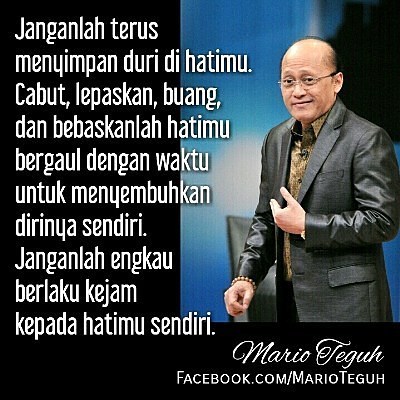 Janganlah terus
menyimpan duri di hatimu.
Cabut, lepaskan, buang,
dan bebaskanlah hatimu
bergaul dengan waktu
untuk menyembuhkan
dirinya sendiri.
Janganlah engkau
berlaku kejam
kepada hatimu sendiri.
Mario Teguh
Facebook.com/MarioTeguh